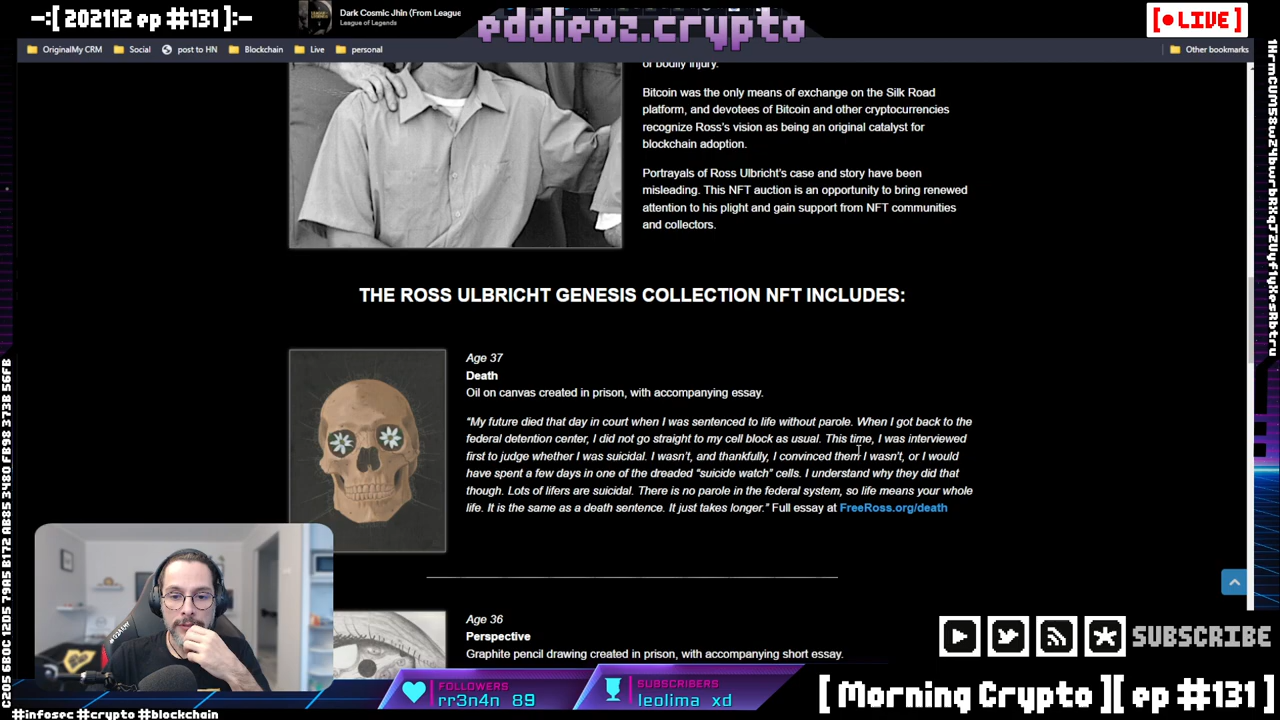 -:[ 202112 ep #131]:-
Dark Cosmic Jhin (From League
League of Legends
eddieoz.crypto
[•LIVE]
OriginalMy CRM
Social
post to HN
Blockchain
Live
personal
Other bookmarks
or bodily injury.
Bitcoin was the only means of exchange on the Silk Road
platform, and devotees of Bitcoin and other cryptocurrencies
recognize Ross's vision as being an original catalyst for
blockchain adoption.
Portrayals of Ross Ulbricht's case and story have been
misleading. This NFT auction is an opportunity to bring renewed
attention to his plight and gain support from NFT communities
and collectors.
THE ROSS ULBRICHT GENESIS COLLECTION NFT INCLUDES:
Age 37
Death
Oil on canvas created in prison, with accompanying essay.
“My future died that day in court when I was sentenced to life without parole. When I got back to the
federal detention center, I did not go straight to my cell block as usual. This time, I was interviewed
first to judge whether I was suicidal. I wasn't, and thankfully, I convinced them I wasn't, or I would
have spent a few days in one of the dreaded “suicide watch” cells. I understand why they did that
though. Lots of lifers are suicidal. There is no parole in the federal system, so life means your whole
life. It is the same as a death sentence. It just takes longer.” Full essay at FreeRoss.org/death
Age 36
Perspective
Graphite pencil drawing created in prison, with accompanying short essay.
SUBSCRIBE
FOLLOWERS
rr3n4n_89
SUBSCRIBERS
leolima_xd
[Morning Crypto][ep #131]
#infosec #crypto #blockchain